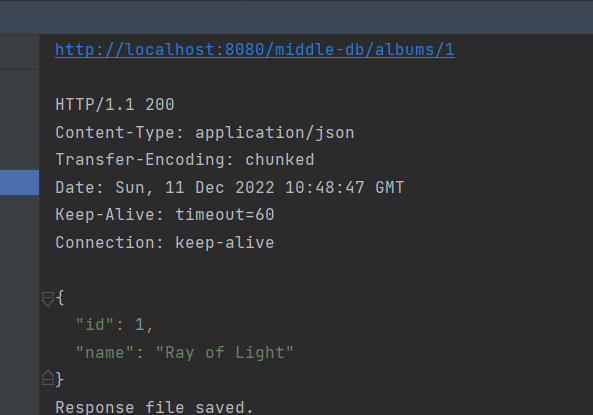 http://localhost:8080/middle-db/albums/1
HTTP/1.1 200
Content-Type: application/json
Transfer-Encoding: chunked
Date: Sun, 11 Dec 2022 10:48:47 GMT
Keep-Alive: timeout=60
Connection: keep-alive
{
"id": 1,
"name": "Ray of Light"
}
Response file saved.